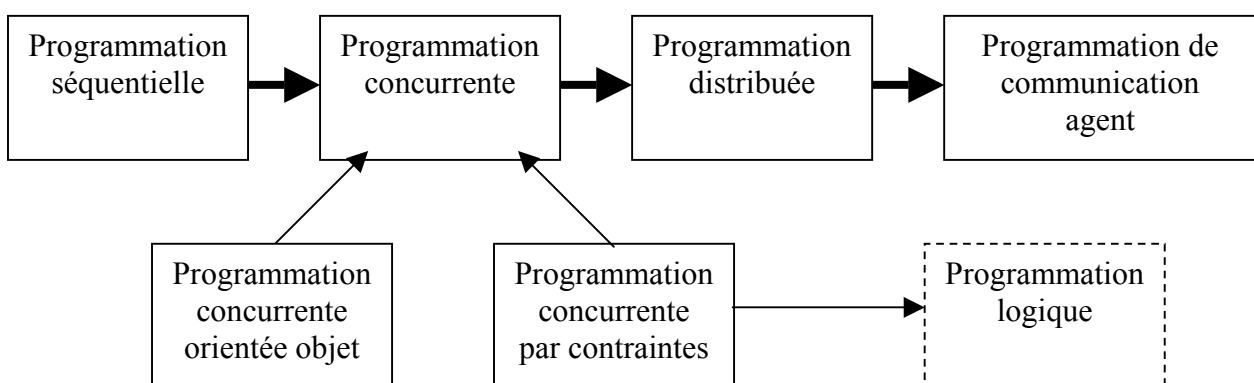 Programmation
séquentielle
Programmation
concurrente
Programmation
distribuée
Programmation de
communication
agent
Programmation
concurrente
orientée objet
Programmation
concurrente
par contraintes
Programmation
logique